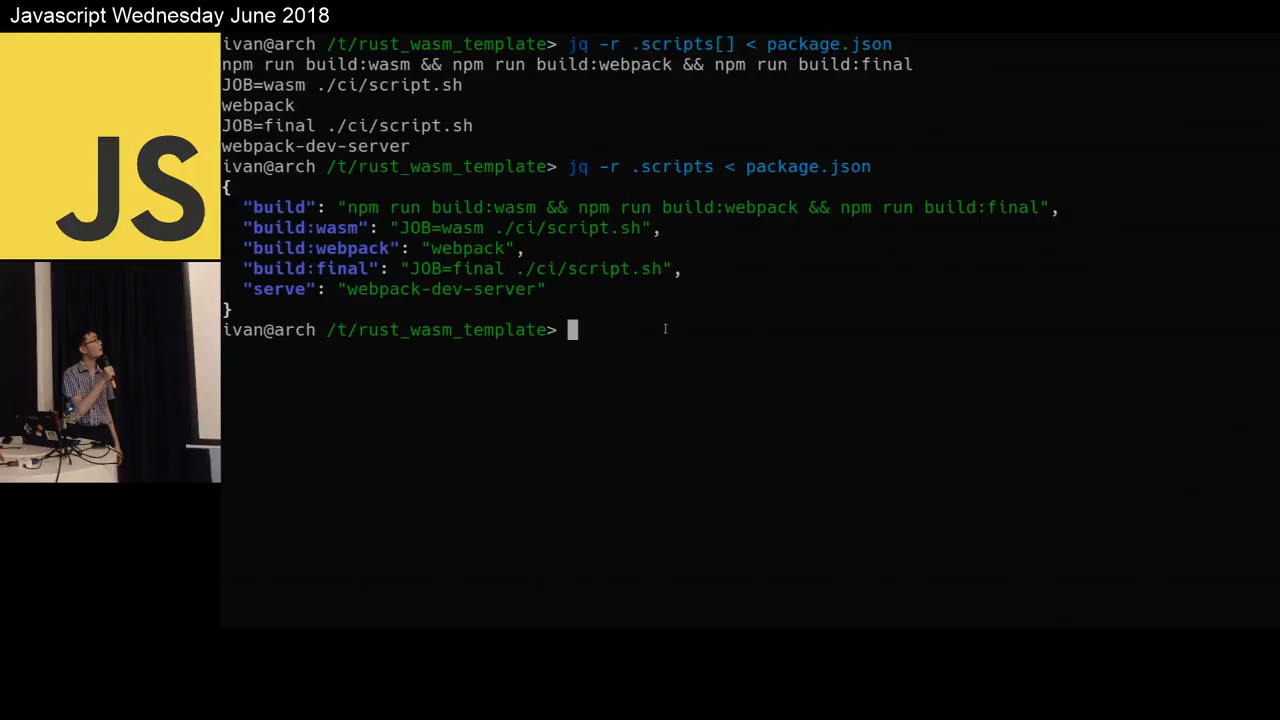 Javascript Wednesday June 2018
JS
ivan@arch /t/rust_wasm_template> jq -r .scripts[] < package.json
npm run build:wasm && npm run build:webpack && npm run build:final
JOB=wasm ./ci/script.sh
webpack
JOB=final ./ci/script.sh
webpack-dev-server
ivan@arch /t/rust_wasm_template> jq -r .scripts < package.json
{
"build": "npm run build:wasm && npm run build:webpack && npm run build:final",
"build:wasm": "JOB=wasm ./ci/script.sh",
"build:webpack": "webpack",
"build:final": "JOB=final ./ci/script.sh",
"serve": "webpack-dev-server"
}
ivan@arch /t/rust_wasm_template>